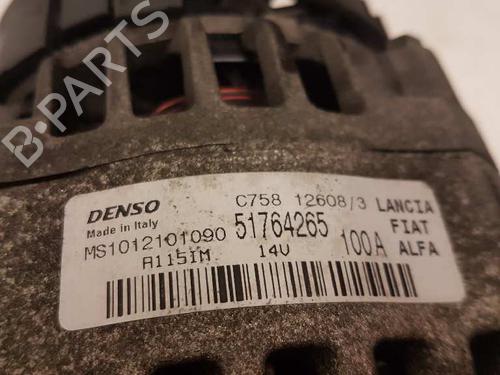 B-PARTS
DENSO
Made in Italy
C758 12608/3 LANCIA
MS1012101090 51764265 FIAT
A115IM 14V 100A ALFA